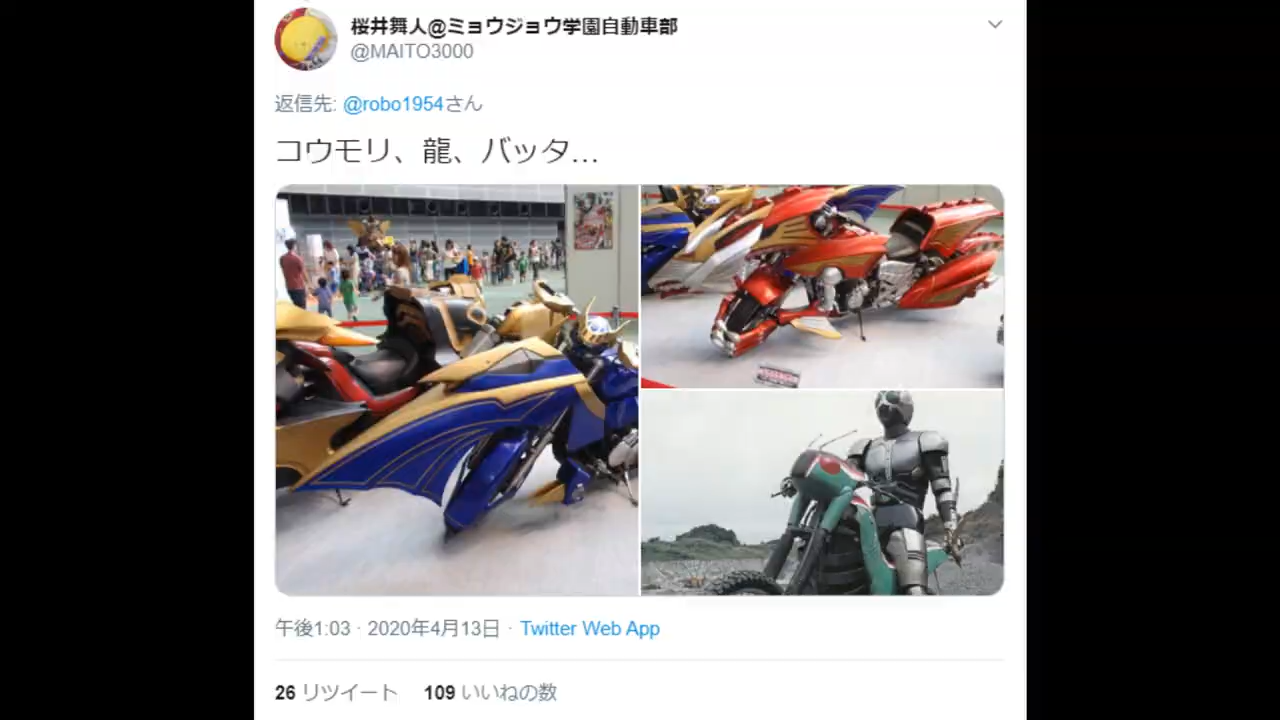 桜井舞人@ミョウジョウ学園自動車部
@MAITO3000
返信先: @robo1954さん
コウモリ、龍、バッタ…
午後1:03 · 2020年4月13日 · Twitter Web App
26 リツイート 109 いいねの数